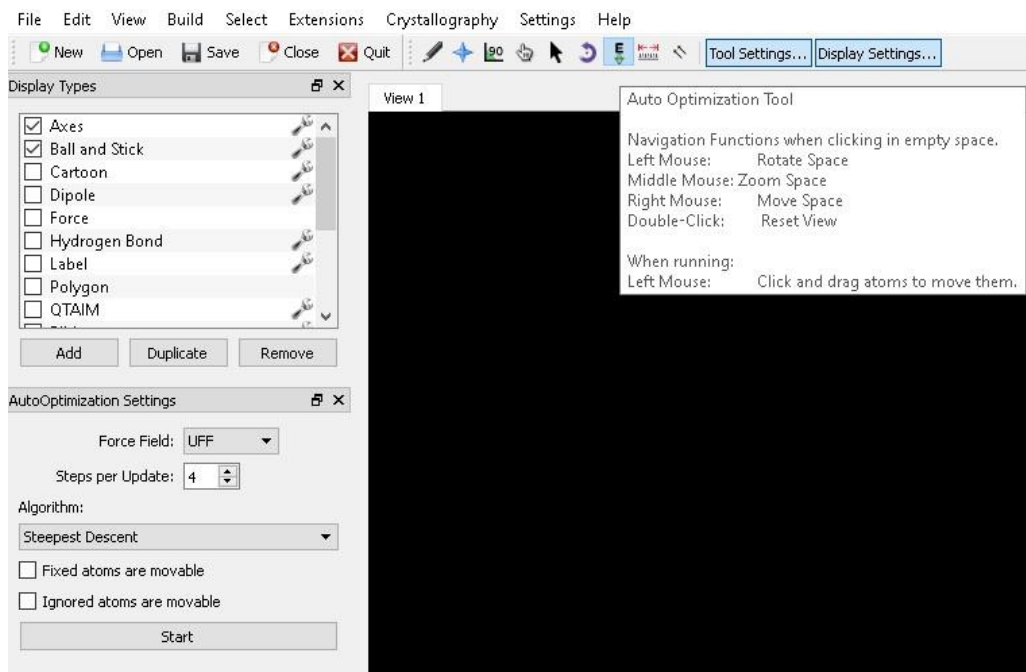 File Edit View Build Select Extensions Crystallography Settings Help
New Open Save Close Quit Tool Settings... Display Settings...
Display Types
View 1
Axes
Ball and Stick
Cartoon
Dipole
Force
Hydrogen Bond
Label
Polygon
QTAIM
Add Duplicate Remove
AutoOptimization Settings
Force Field: UFF
Steps per Update: 4
Algorithm:
Steepest Descent
Fixed atoms are movable
Ignored atoms are movable
Start
Auto Optimization Tool
Navigation Functions when clicking in empty space.
Left Mouse: Rotate Space
Middle Mouse: Zoom Space
Right Mouse: Move Space
Double-Click: Reset View
When running:
Left Mouse: Click and drag atoms to move them.